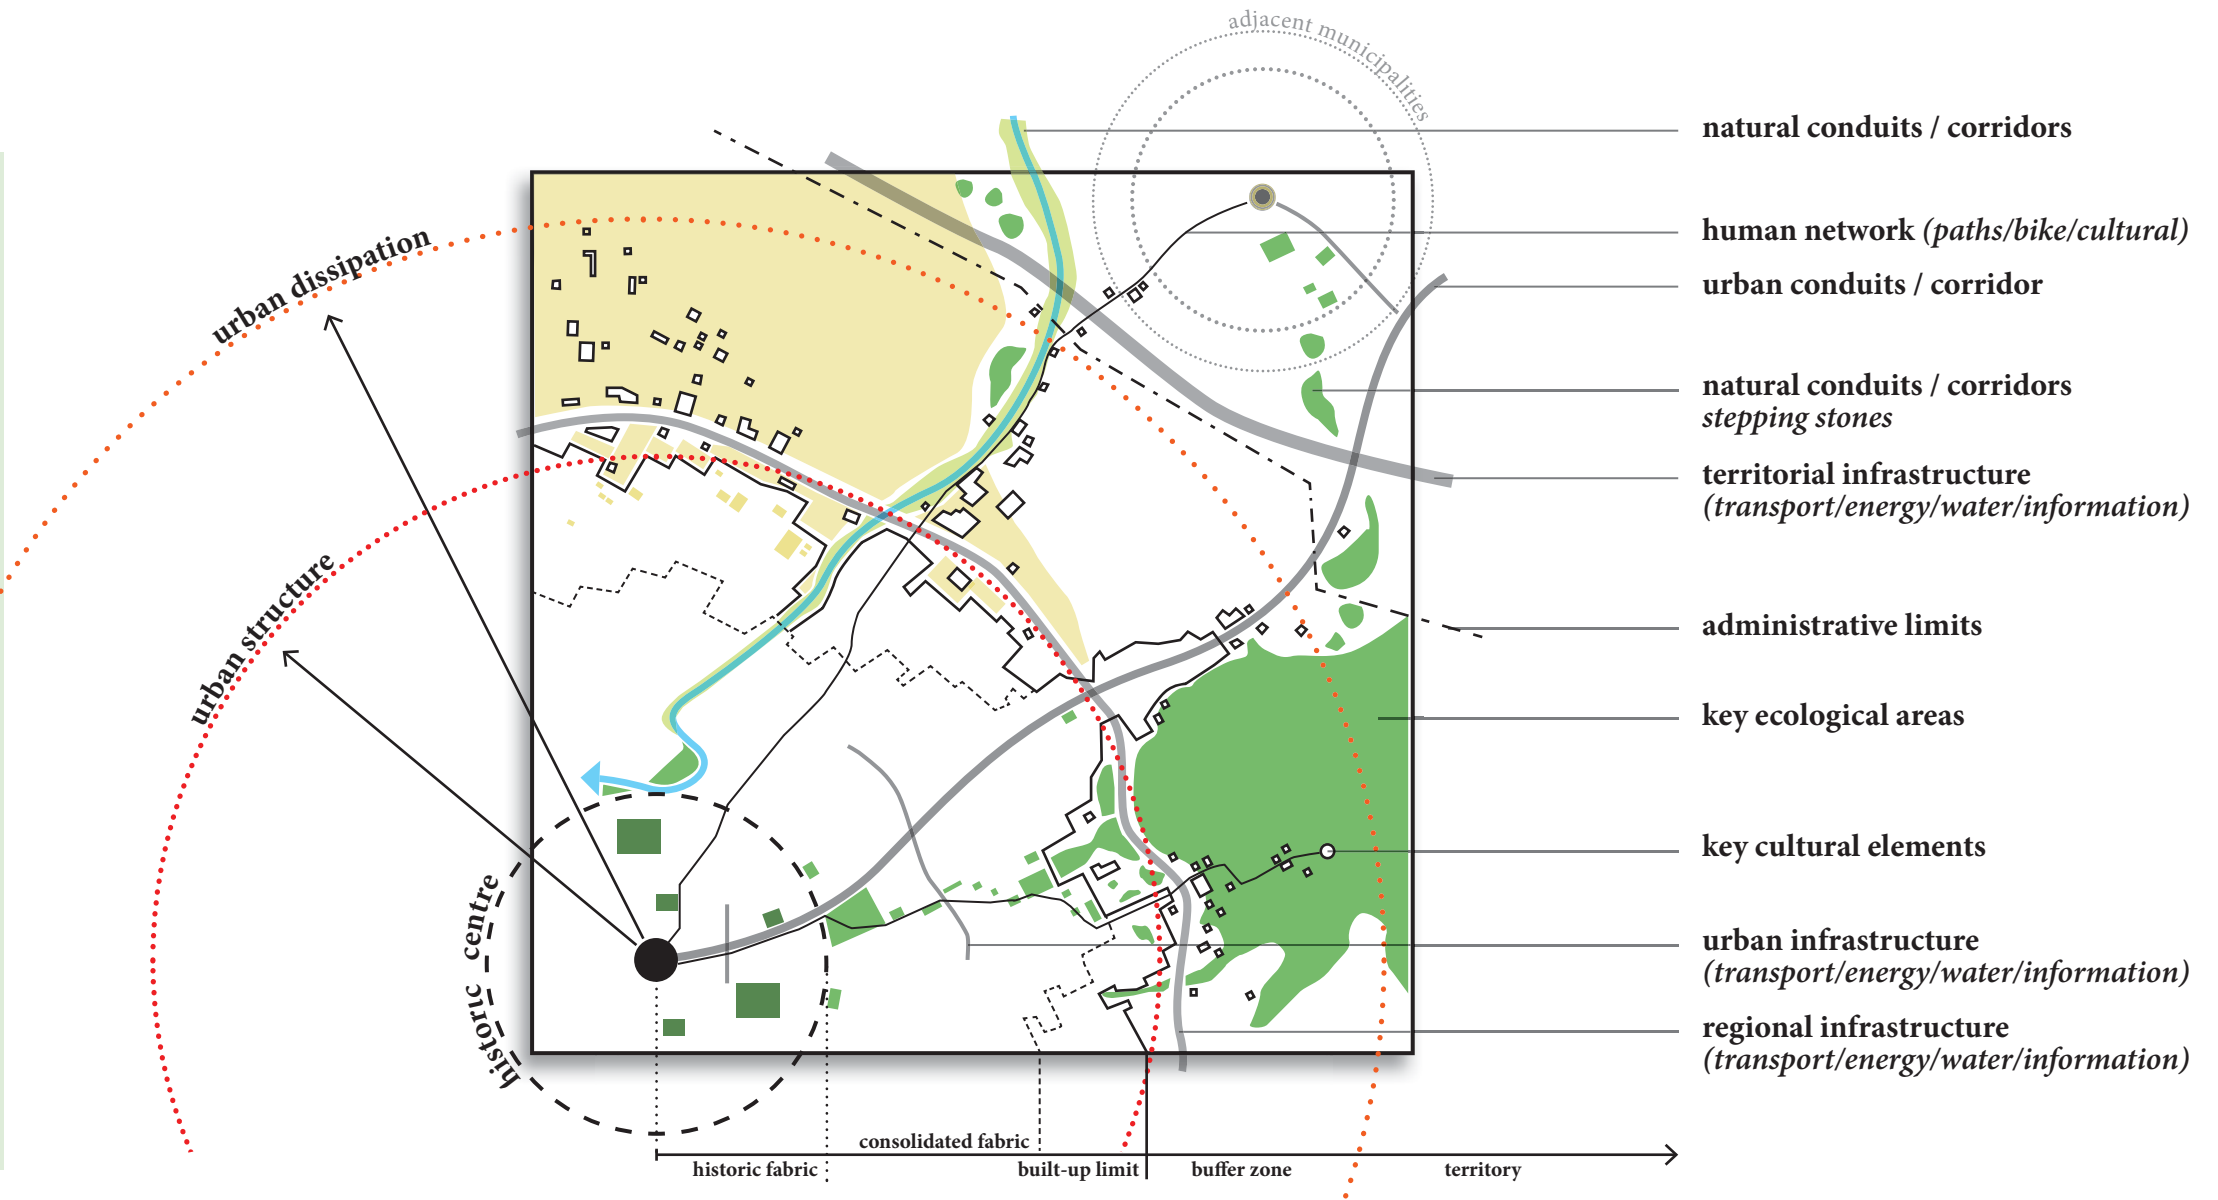 adjacent municipalities
natural conduits / corridors
human network (paths/bike/cultural)
urban conduits / corridor
natural conduits / corridors
stepping stones
territorial infrastructure
(transport/energy/water/information)
administrative limits
key ecological areas
key cultural elements
urban infrastructure
(transport/energy/water/information)
regional infrastructure
(transport/energy/water/information)
urban dissipation
urban structure
historic centre
consolidated fabric
historic fabric
built-up limit
buffer zone
territory